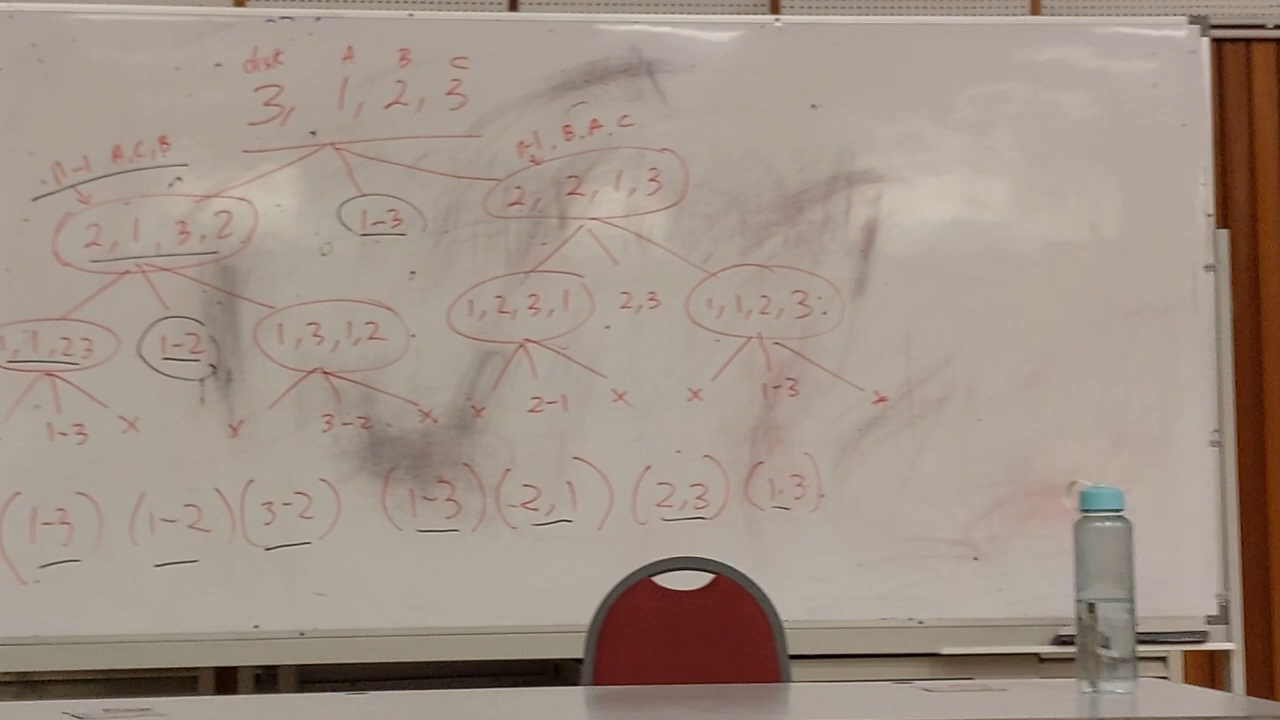 disk A B C
3, 1, 2, 3
n-1 A, C, B
n-1, B, A, C
2, 1, 3, 2
1-3
2, 2, 1, 3
1, 1, 23
1-2
1, 3, 1, 2
1, 2, 3, 1
2, 3
1, 1, 2, 3
1-3 x
x 3-2 x
x 2-1 x
x 1-3 x
(1-3) (1-2) (3-2) (1-3) (2,1) (2,3) (1,3)